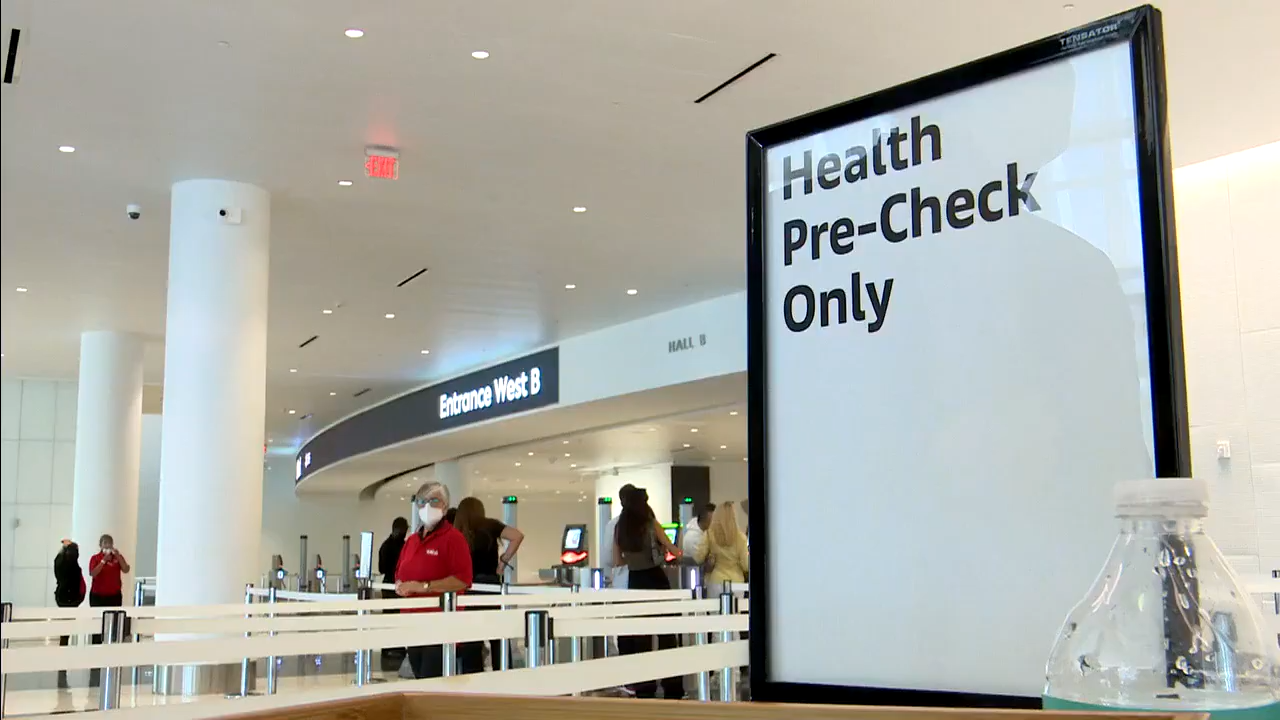 TENSATOR
Health
Pre-Check
Only
EXIT
HALL B
Entrance West B